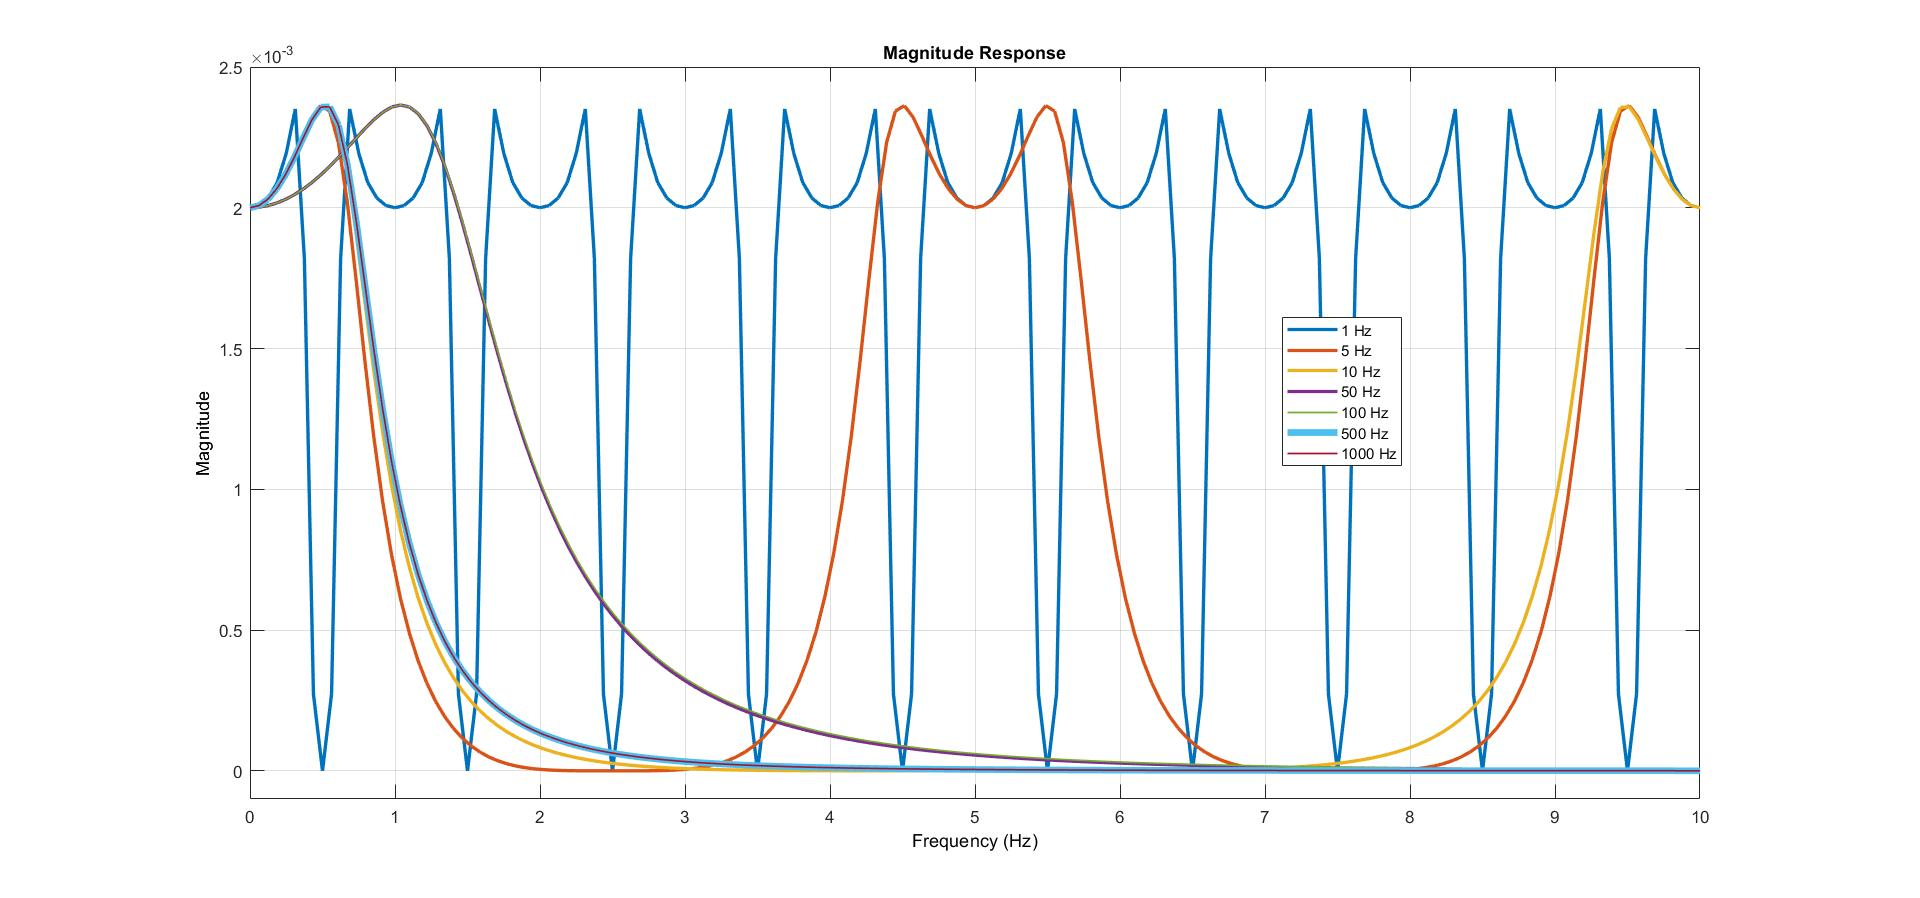 Magnitude Response
×10-3
2.5
2
1.5
1
0.5
0
Magnitude
1 Hz
5 Hz
10 Hz
50 Hz
100 Hz
500 Hz
1000 Hz
0 1 2 3 4 5 6 7 8 9 10
Frequency (Hz)